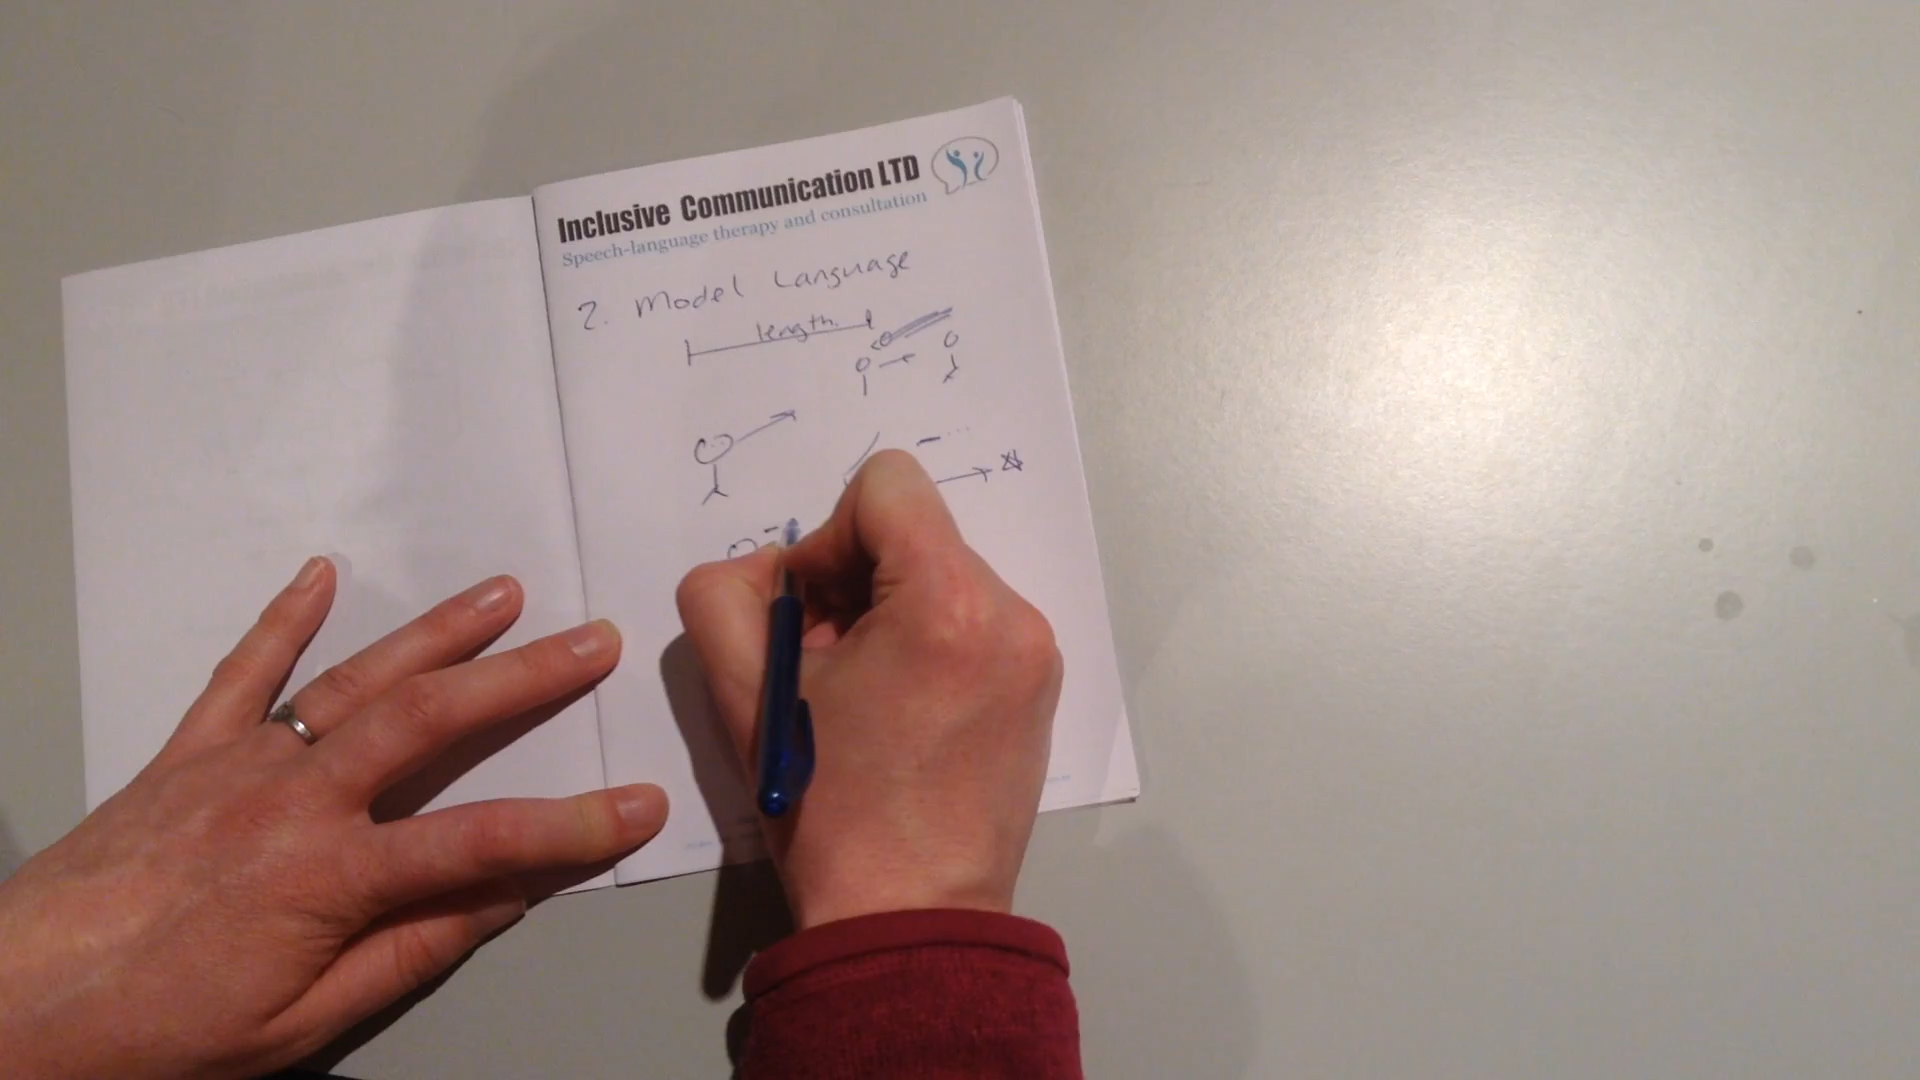 Inclusive Communication LTD
Speech-language therapy and consultation
2. Model Language
length